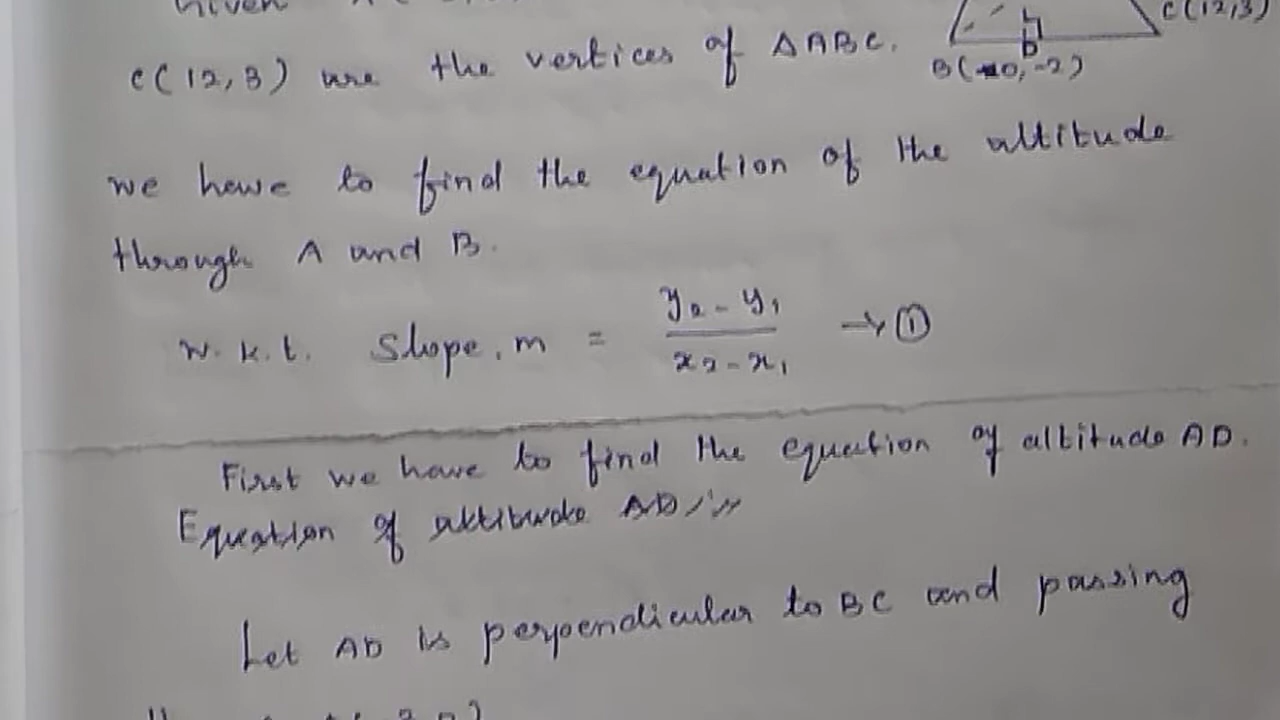 Given A(
C(12,3)
C(12,3) are the vertices of ΔABC.
D
B(-10,-2)
we have to find the equation of the altitude
through A and B.
W.K.t. Slope, m = y₂-y₁ / x₂-x₁ → ①
First we have to find the equation of altitude AD.
Equation of altitude AD is
Let AD is perpendicular to BC and passing